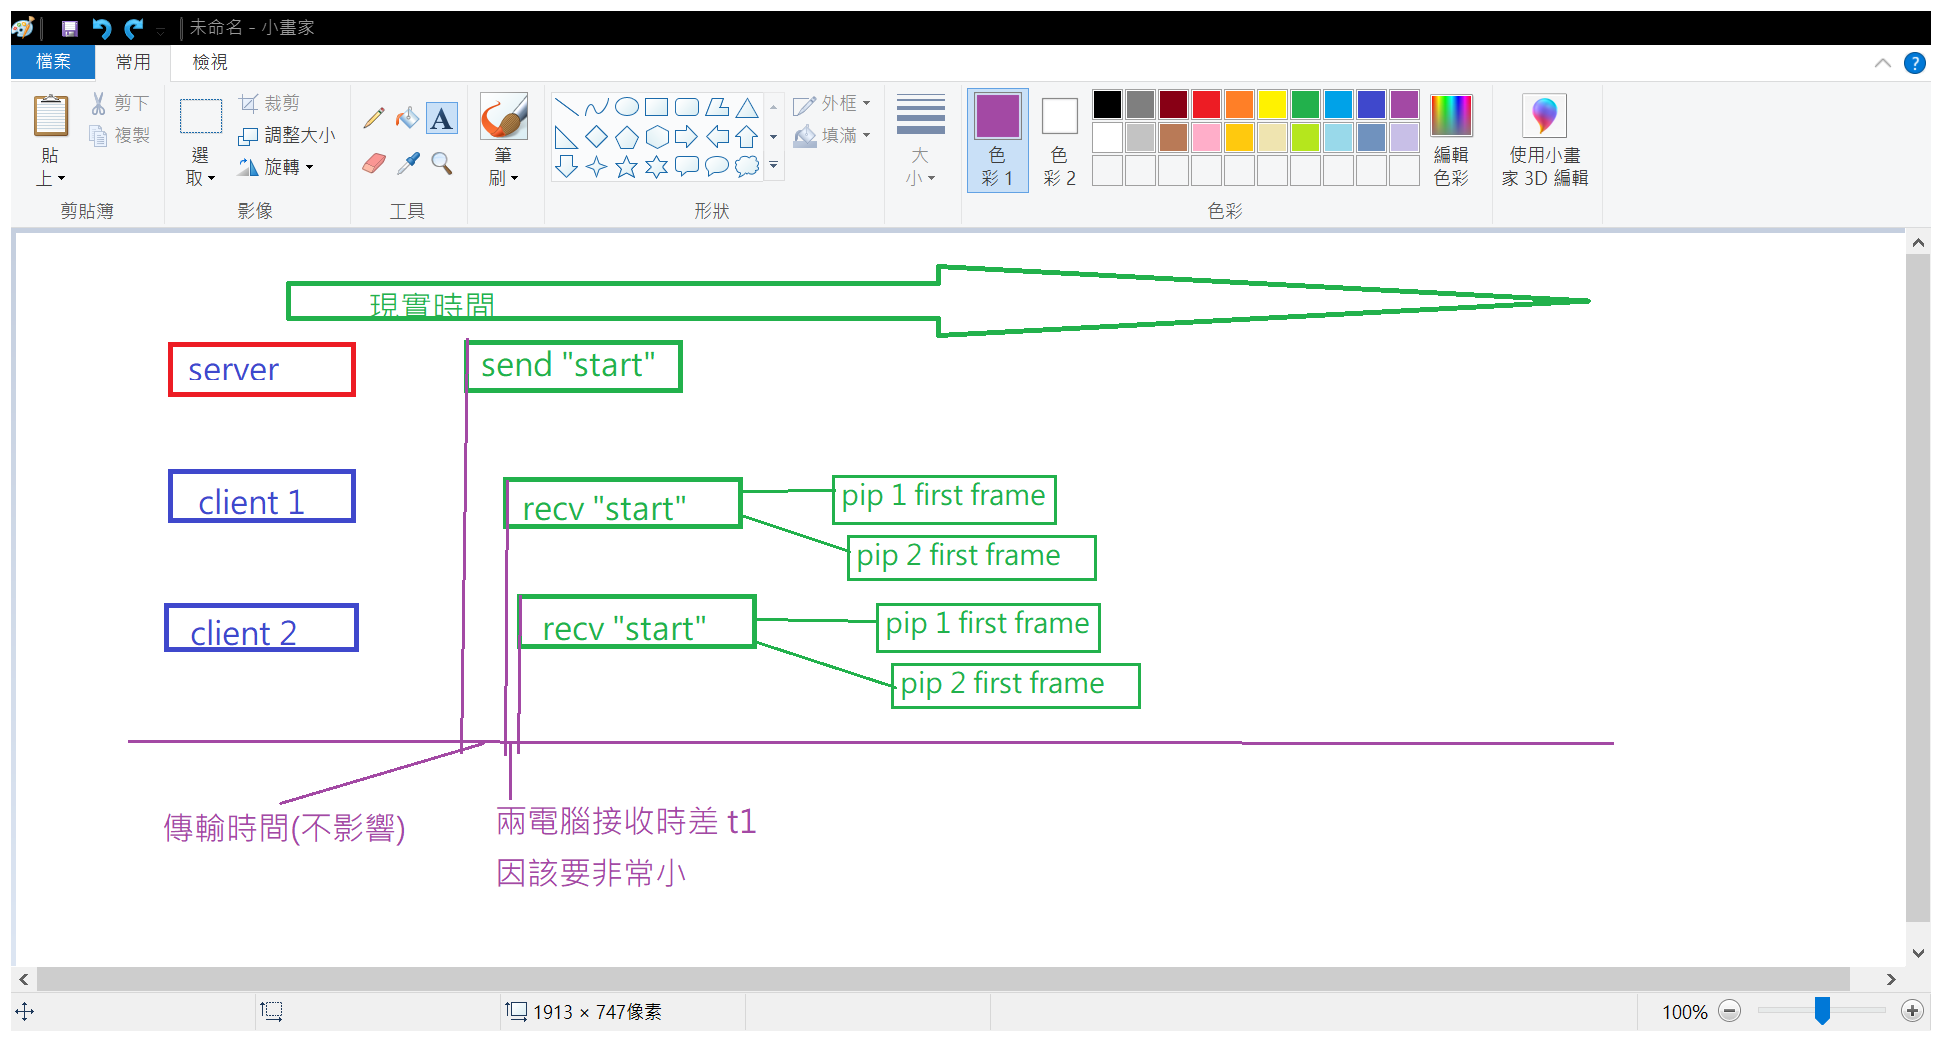 未命名 - 小畫家
檔案 常用 檢視
?
貼上
剪下
複製
選取
裁剪
調整大小
旋轉
A
筆刷
外框
填滿
大小
色彩 1
色彩 2
編輯色彩
使用小畫家 3D 編輯
剪貼簿 影像 工具 形狀 色彩
現實時間
server
send "start"
client 1
recv "start"
pip 1 first frame
pip 2 first frame
client 2
recv "start"
pip 1 first frame
pip 2 first frame
傳輸時間(不影響)
兩電腦接收時差 t1
因該要非常小
1913 × 747像素
100%